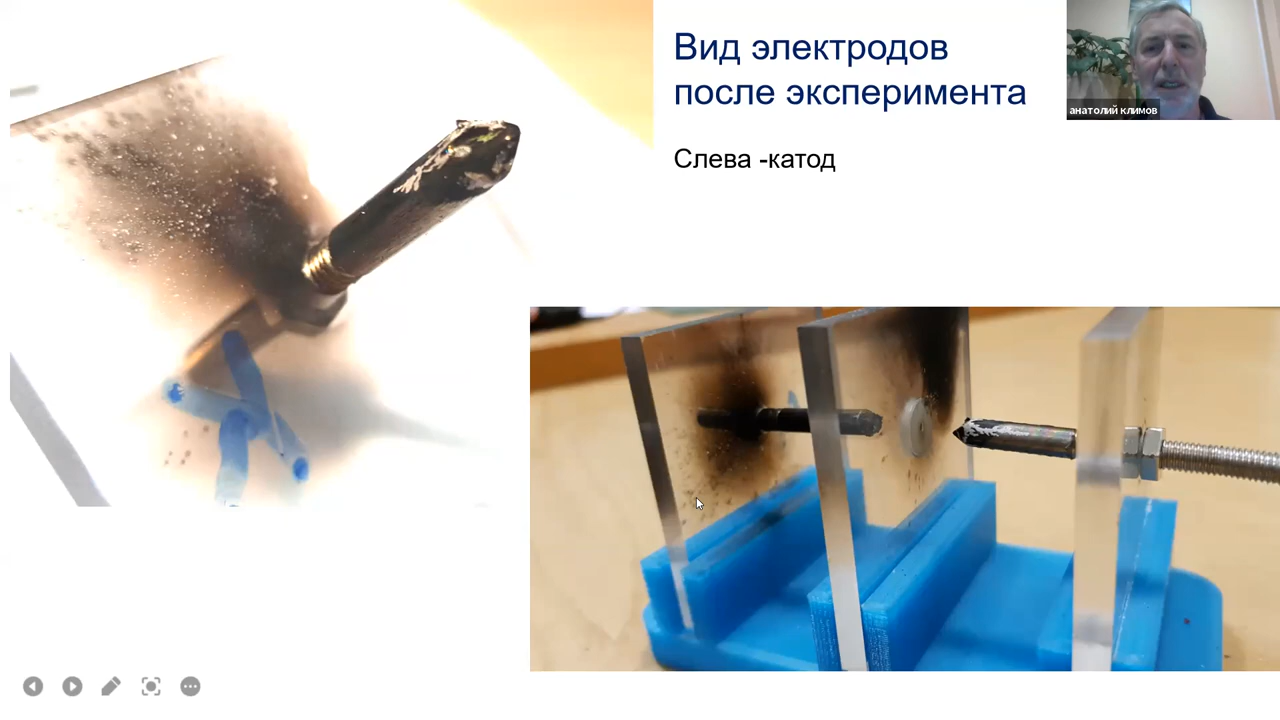 Вид электродов
после эксперимента
Слева -катод
анатолий климов